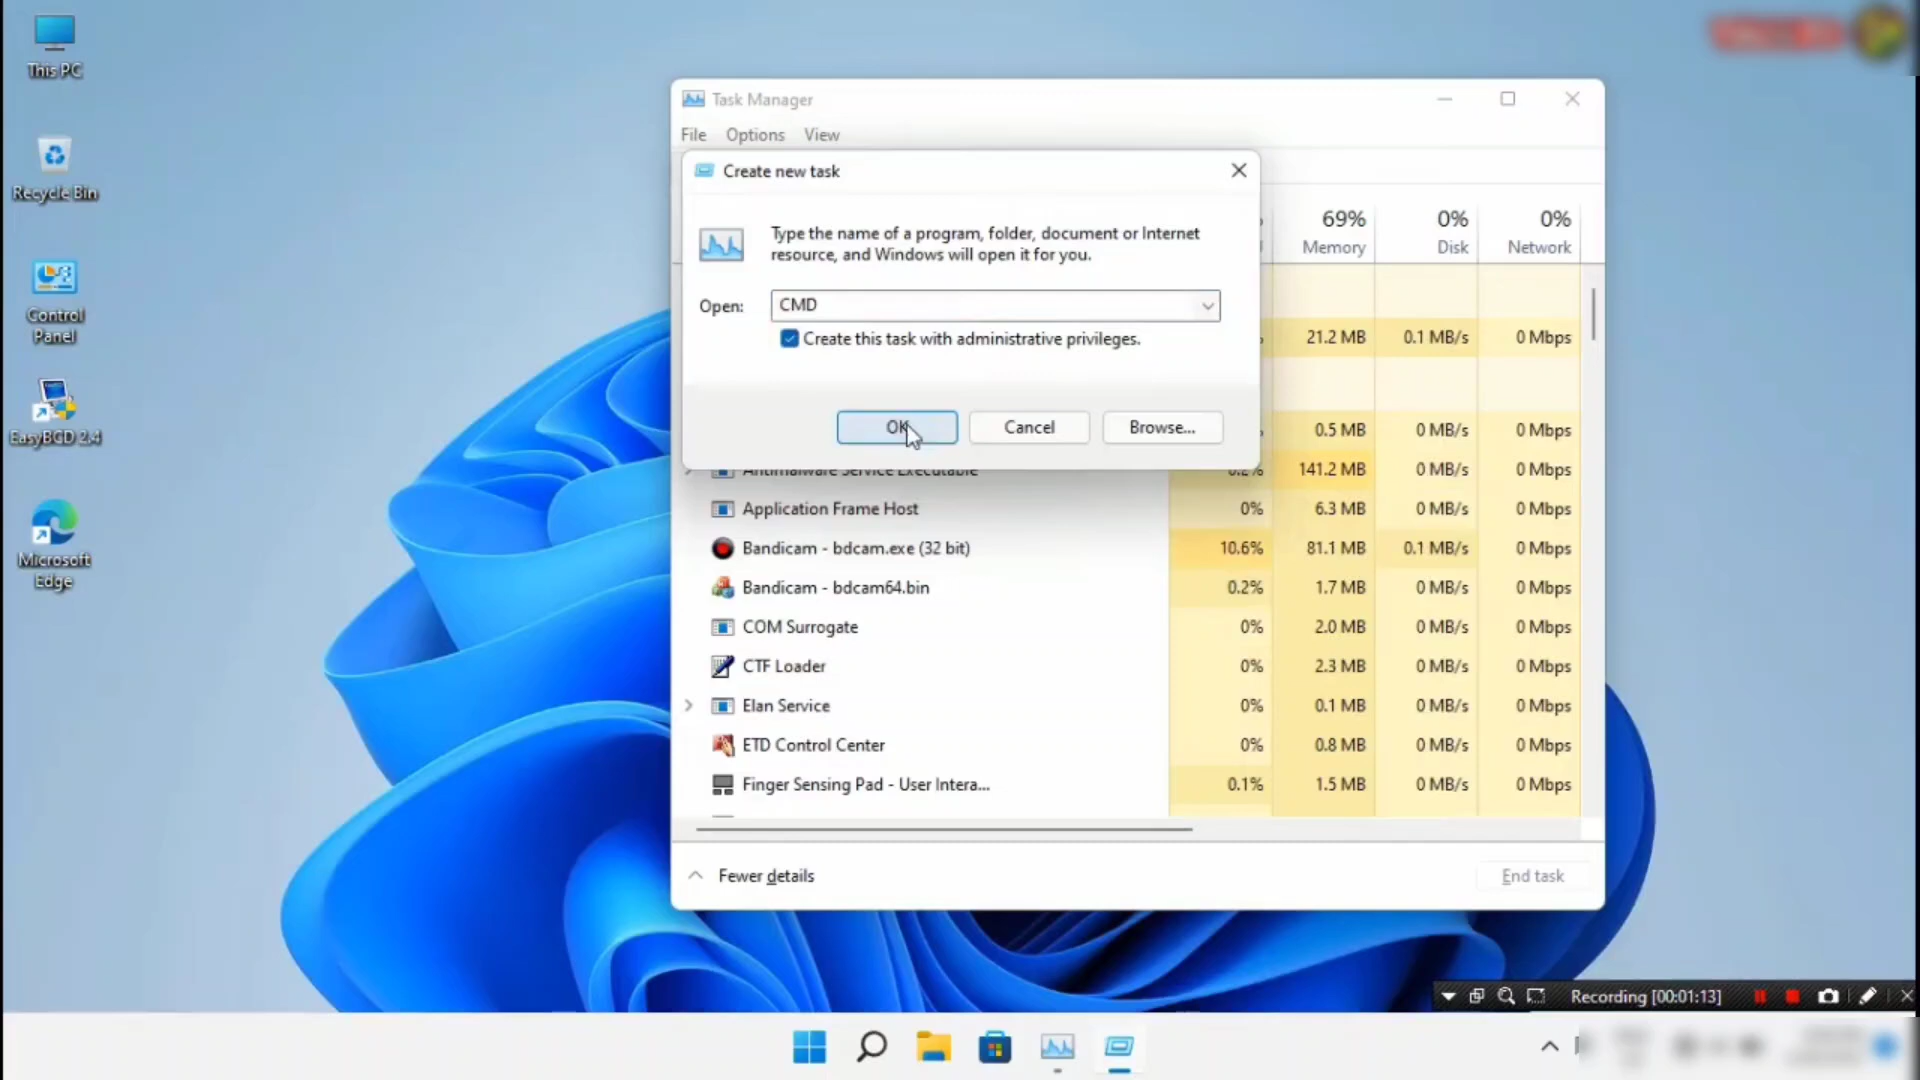 This PC
Recycle Bin
Control
Panel
EasyBCD 2.4
Microsoft
Edge
Task Manager
File Options View
Create new task
Type the name of a program, folder, document or Internet
resource, and Windows will open it for you.
Open: CMD
Create this task with administrative privileges.
OK Cancel Browse...
69% 0% 0%
Memory Disk Network
21.2 MB 0.1 MB/s 0 Mbps
0.5 MB 0 MB/s 0 Mbps
Antimalware Service Executable 0.2% 141.2 MB 0 MB/s 0 Mbps
Application Frame Host 0% 6.3 MB 0 MB/s 0 Mbps
Bandicam - bdcam.exe (32 bit) 10.6% 81.1 MB 0.1 MB/s 0 Mbps
Bandicam - bdcam64.bin 0.2% 1.7 MB 0 MB/s 0 Mbps
COM Surrogate 0% 2.0 MB 0 MB/s 0 Mbps
CTF Loader 0% 2.3 MB 0 MB/s 0 Mbps
Elan Service 0% 0.1 MB 0 MB/s 0 Mbps
ETD Control Center 0% 0.8 MB 0 MB/s 0 Mbps
Finger Sensing Pad - User Intera... 0.1% 1.5 MB 0 MB/s 0 Mbps
Fewer details End task
Recording [00:01:13]